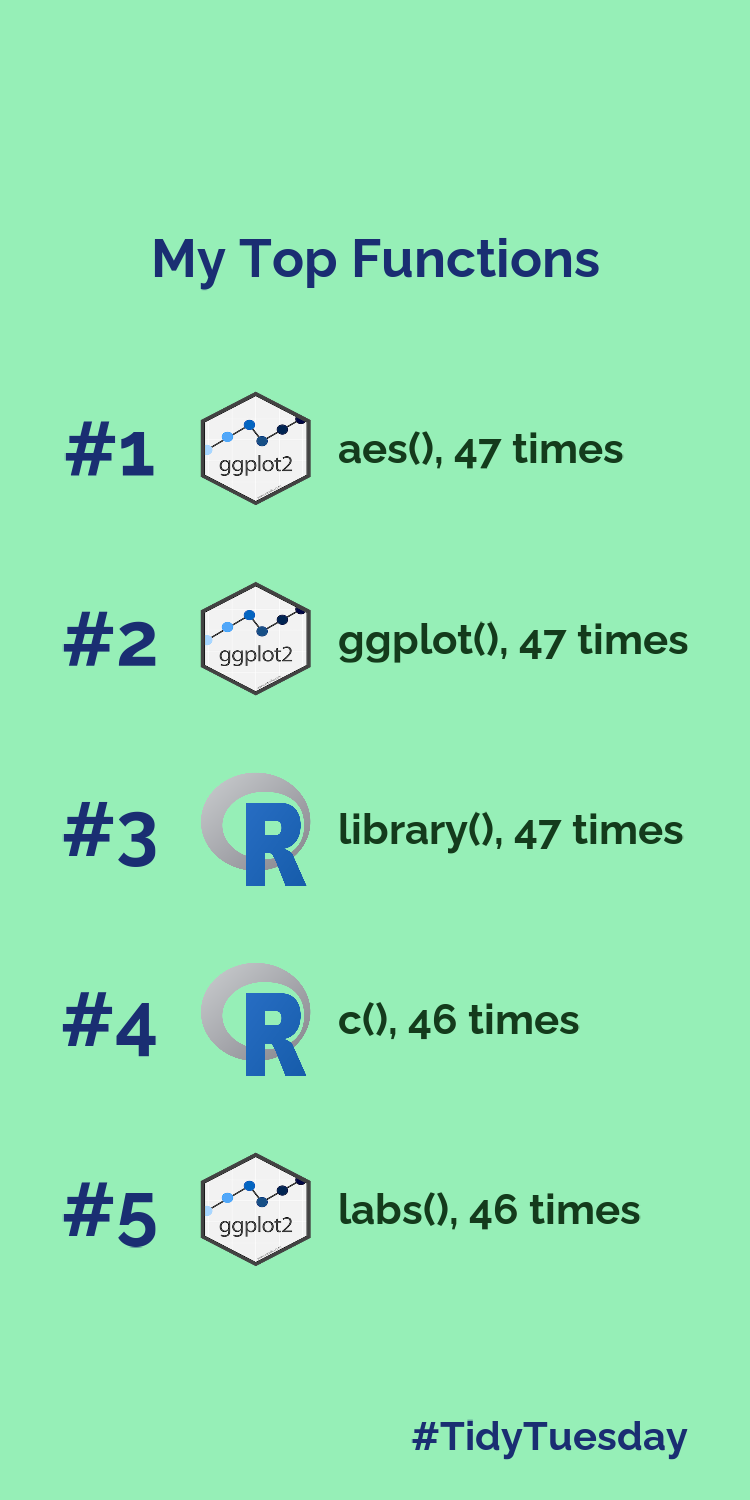 My Top Functions
#1 ggplot2 aes(), 47 times
#2 ggplot2 ggplot(), 47 times
#3 R library(), 47 times
#4 R c(), 46 times
#5 ggplot2 labs(), 46 times
#TidyTuesday